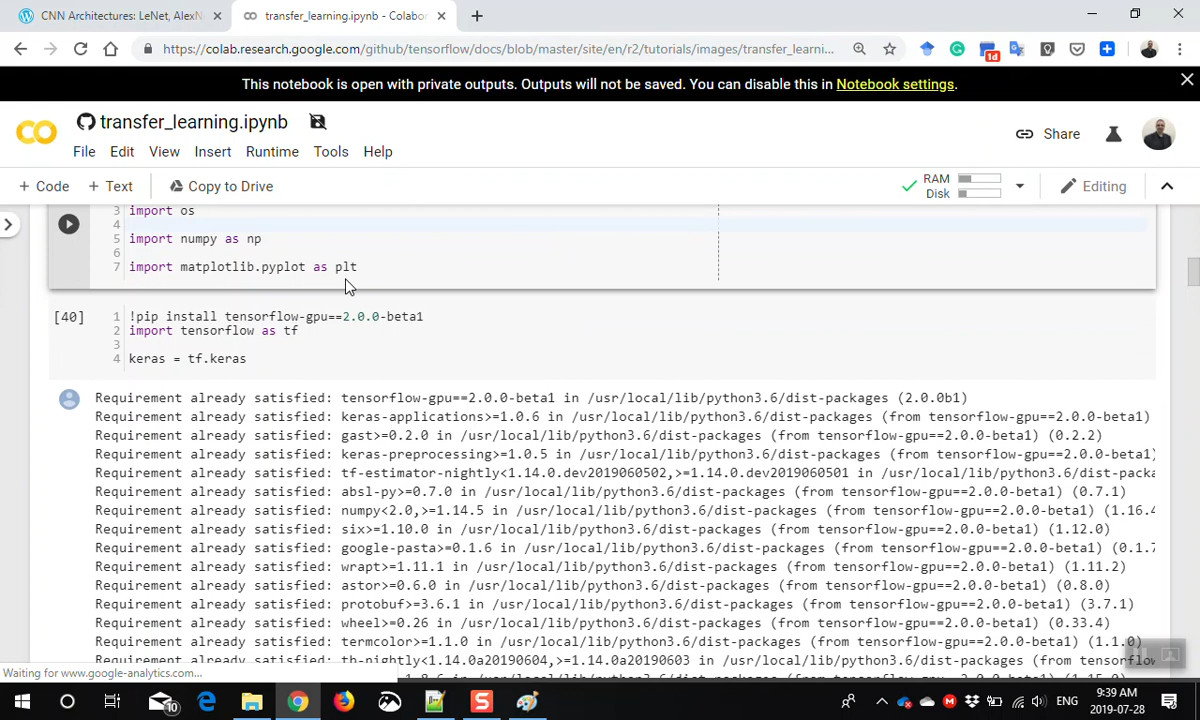 CNN Architectures: LeNet, AlexN
transfer_learning.ipynb - Colabor
https://colab.research.google.com/github/tensorflow/docs/blob/master/site/en/r2/tutorials/images/transfer_learni...
1d
This notebook is open with private outputs. Outputs will not be saved. You can disable this in Notebook settings.
transfer_learning.ipynb
Share
File Edit View Insert Runtime Tools Help
+ Code + Text Copy to Drive
RAM
Disk
Editing
3 import os
4
5 import numpy as np
6
7 import matplotlib.pyplot as plt
[40] 1 !pip install tensorflow-gpu==2.0.0-beta1
2 import tensorflow as tf
3
4 keras = tf.keras
Requirement already satisfied: tensorflow-gpu==2.0.0-beta1 in /usr/local/lib/python3.6/dist-packages (2.0.0b1)
Requirement already satisfied: keras-applications>=1.0.6 in /usr/local/lib/python3.6/dist-packages (from tensorflow-gpu==2.0.0-beta1)
Requirement already satisfied: gast>=0.2.0 in /usr/local/lib/python3.6/dist-packages (from tensorflow-gpu==2.0.0-beta1) (0.2.2)
Requirement already satisfied: keras-preprocessing>=1.0.5 in /usr/local/lib/python3.6/dist-packages (from tensorflow-gpu==2.0.0-beta1)
Requirement already satisfied: tf-estimator-nightly<1.14.0.dev2019060502,>=1.14.0.dev2019060501 in /usr/local/lib/python3.6/dist-packa
Requirement already satisfied: absl-py>=0.7.0 in /usr/local/lib/python3.6/dist-packages (from tensorflow-gpu==2.0.0-beta1) (0.7.1)
Requirement already satisfied: numpy<2.0,>=1.14.5 in /usr/local/lib/python3.6/dist-packages (from tensorflow-gpu==2.0.0-beta1) (1.16.4
Requirement already satisfied: six>=1.10.0 in /usr/local/lib/python3.6/dist-packages (from tensorflow-gpu==2.0.0-beta1) (1.12.0)
Requirement already satisfied: google-pasta>=0.1.6 in /usr/local/lib/python3.6/dist-packages (from tensorflow-gpu==2.0.0-beta1) (0.1.7
Requirement already satisfied: wrapt>=1.11.1 in /usr/local/lib/python3.6/dist-packages (from tensorflow-gpu==2.0.0-beta1) (1.11.2)
Requirement already satisfied: astor>=0.6.0 in /usr/local/lib/python3.6/dist-packages (from tensorflow-gpu==2.0.0-beta1) (0.8.0)
Requirement already satisfied: protobuf>=3.6.1 in /usr/local/lib/python3.6/dist-packages (from tensorflow-gpu==2.0.0-beta1) (3.7.1)
Requirement already satisfied: wheel>=0.26 in /usr/local/lib/python3.6/dist-packages (from tensorflow-gpu==2.0.0-beta1) (0.33.4)
Requirement already satisfied: termcolor>=1.1.0 in /usr/local/lib/python3.6/dist-packages (from tensorflow-gpu==2.0.0-beta1) (1.1.0)
Requirement already satisfied: tb-nightly<1.14.0a20190604,>=1.14.0a20190603 in /usr/local/lib/python3.6/dist-packages (from tensorflow
Waiting for www.google-analytics.com...
10
ENG
9:39 AM
2019-07-28